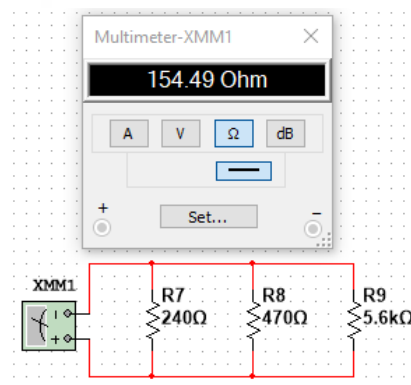 Multimeter-XMM1
154.49 Ohm
A V Ω dB
+ Set... −
XMM1
R7
240Ω
R8
470Ω
R9
5.6kΩ